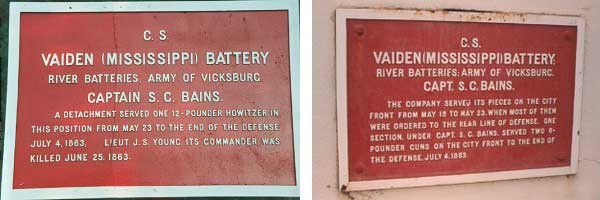 C. S.
VAIDEN (MISSISSIPPI) BATTERY
RIVER BATTERIES, ARMY OF VICKSBURG
CAPTAIN S. C. BAINS.
A DETACHMENT SERVED ONE 12-POUNDER HOWITZER IN
THIS POSITION FROM MAY 23 TO THE END OF THE DEFENSE
JULY 4, 1863. LIEUT J. S. YOUNG ITS COMMANDER WAS
KILLED JUNE 25, 1863.
C. S.
VAIDEN (MISSISSIPPI) BATTERY;
RIVER BATTERIES; ARMY OF VICKSBURG.
CAPT. S. C. BAINS.
THE COMPANY SERVED ITS PIECES ON THE CITY
FRONT FROM MAY 18 TO MAY 23, WHEN MOST OF THEM
WERE ORDERED TO THE REAR LINE OF DEFENSE. ONE
SECTION, UNDER CAPT. S. C. BAINS, SERVED TWO 6-
POUNDER GUNS ON THE CITY FRONT TO THE END OF
THE DEFENSE, JULY 4, 1863.